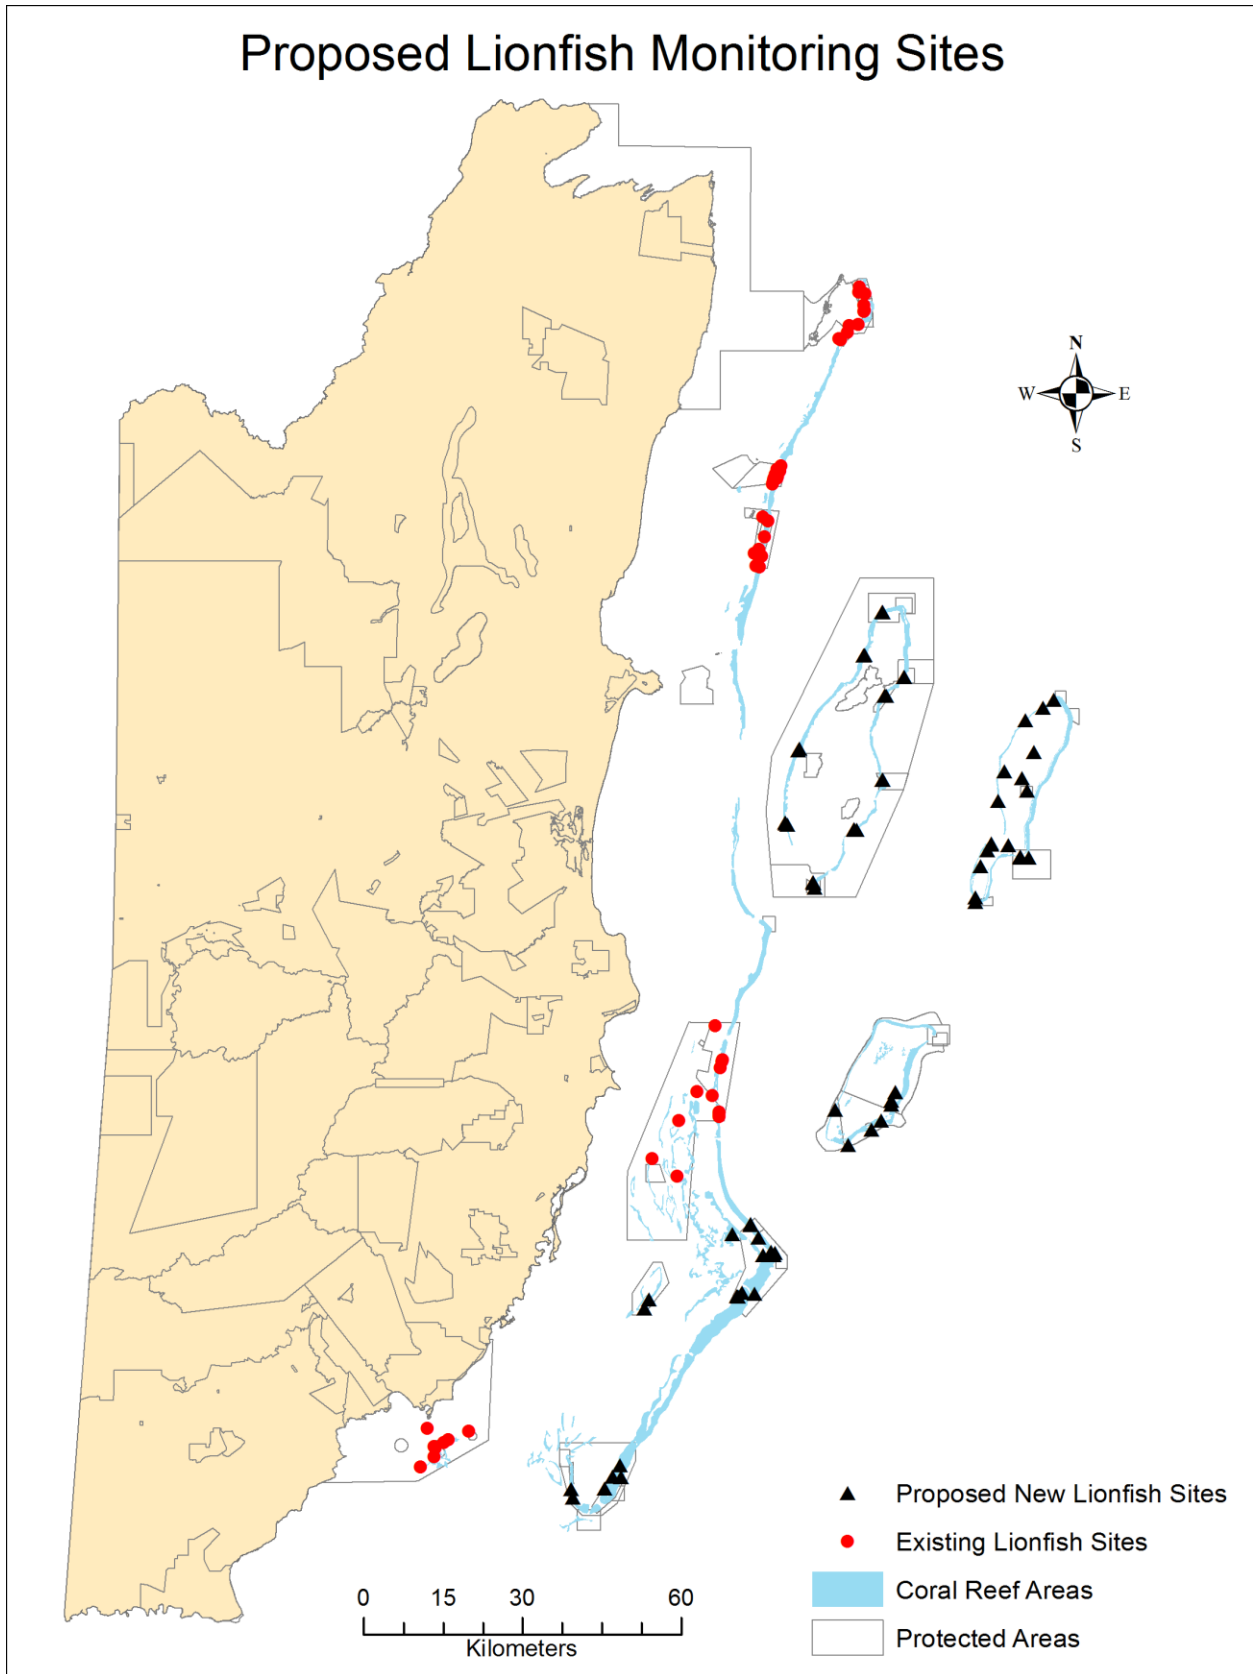 Proposed Lionfish Monitoring Sites
N
W E
S
Proposed New Lionfish Sites
Existing Lionfish Sites
Coral Reef Areas
Protected Areas
0 15 30 60
Kilometers